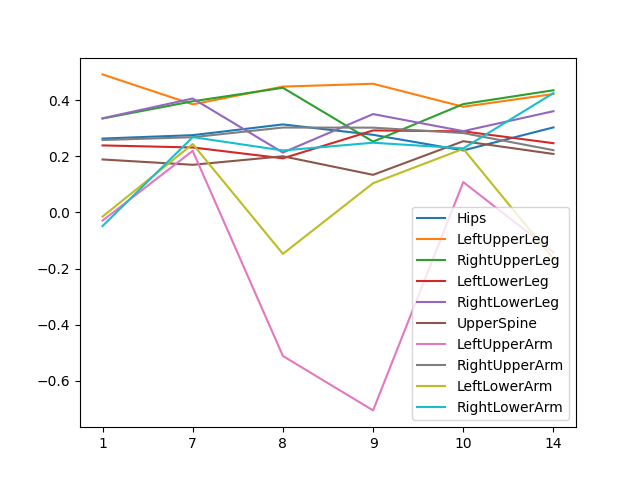 0.4
0.2
0.0
−0.2
−0.4
−0.6
1 7 8 9 10 14
Hips
LeftUpperLeg
RightUpperLeg
LeftLowerLeg
RightLowerLeg
UpperSpine
LeftUpperArm
RightUpperArm
LeftLowerArm
RightLowerArm